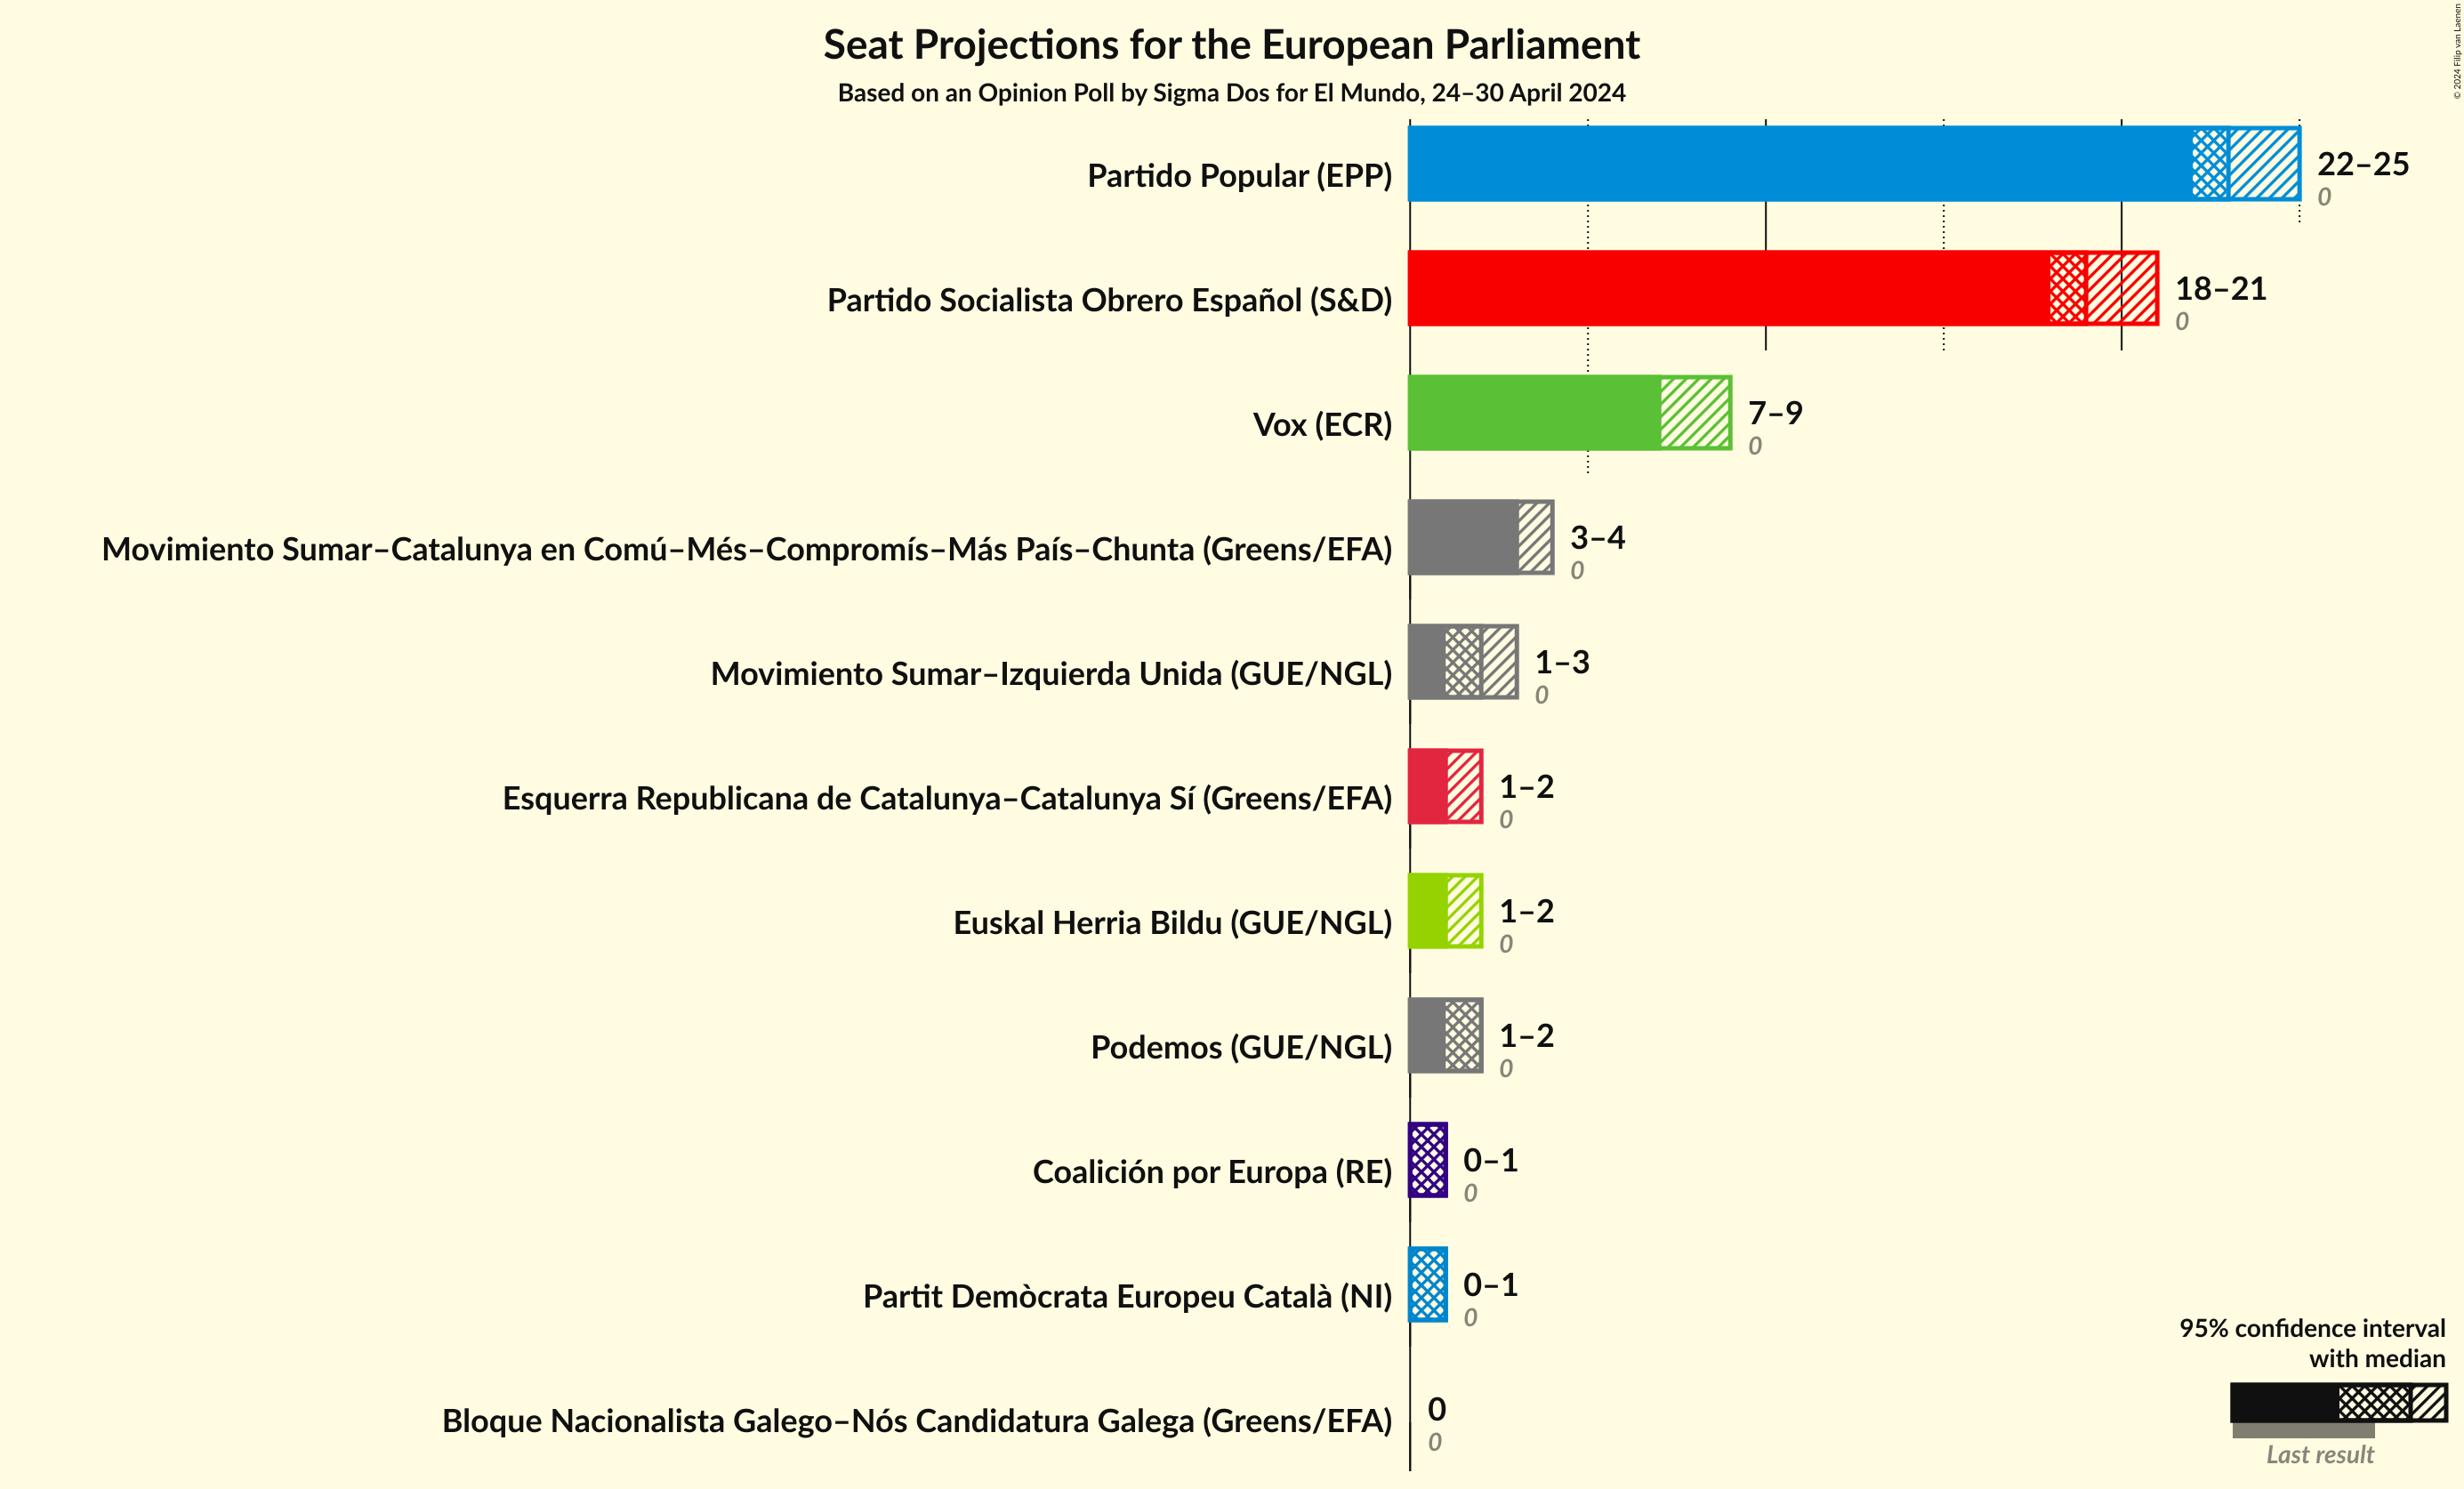 © 2024 Filip van Laenen
Seat Projections for the European Parliament
Based on an Opinion Poll by Sigma Dos for El Mundo, 24–30 April 2024
Partido Popular (EPP)
22–25
0
Partido Socialista Obrero Español (S&D)
18–21
0
Vox (ECR)
7–9
0
Movimiento Sumar–Catalunya en Comú–Més–Compromís–Más País–Chunta (Greens/EFA)
3–4
0
Movimiento Sumar–Izquierda Unida (GUE/NGL)
1–3
0
Esquerra Republicana de Catalunya–Catalunya Sí (Greens/EFA)
1–2
0
Euskal Herria Bildu (GUE/NGL)
1–2
0
Podemos (GUE/NGL)
1–2
0
Coalición por Europa (RE)
0–1
0
Partit Demòcrata Europeu Català (NI)
0–1
0
Bloque Nacionalista Galego–Nós Candidatura Galega (Greens/EFA)
0
0
95% confidence interval
with median
Last result